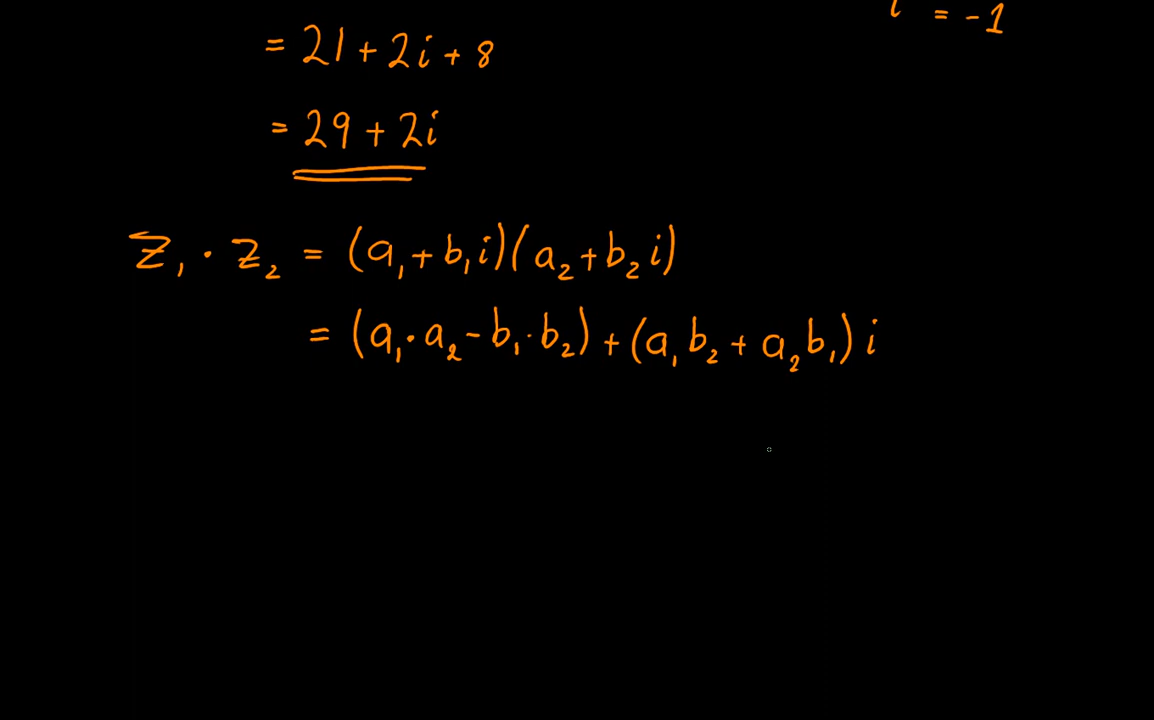 i = -1
= 21 + 2i + 8
= 29 + 2i
z₁ · z₂ = (a₁ + b₁i)(a₂ + b₂i)
= (a₁·a₂ - b₁·b₂) + (a₁b₂ + a₂b₁)i